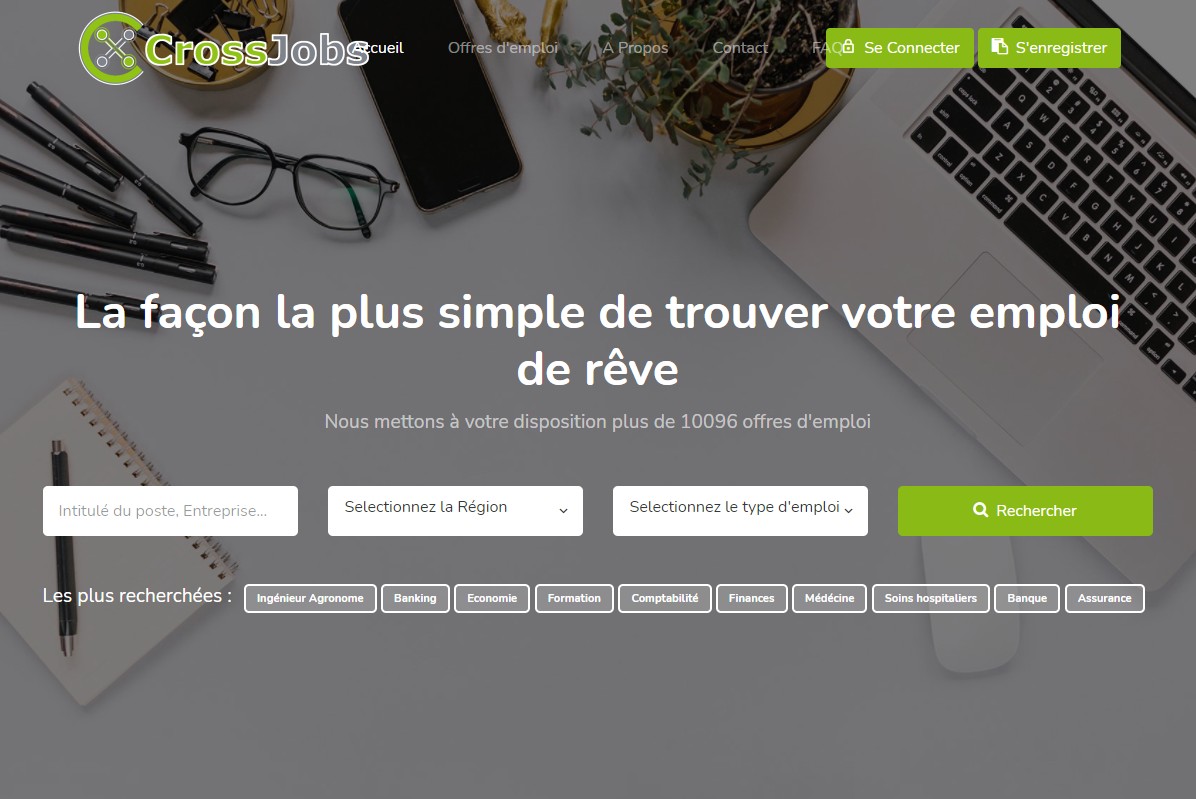 CrossJobs
Accueil Offres d'emploi A Propos Contact FAQ Se Connecter S'enregistrer
La façon la plus simple de trouver votre emploi
de rêve
Nous mettons à votre disposition plus de 10096 offres d'emploi
Intitulé du poste, Entreprise... Selectionnez la Région Selectionnez le type d'emploi Rechercher
Les plus recherchées : Ingénieur Agronome Banking Economie Formation Comptabilité Finances Médécine Soins hospitaliers Banque Assurance